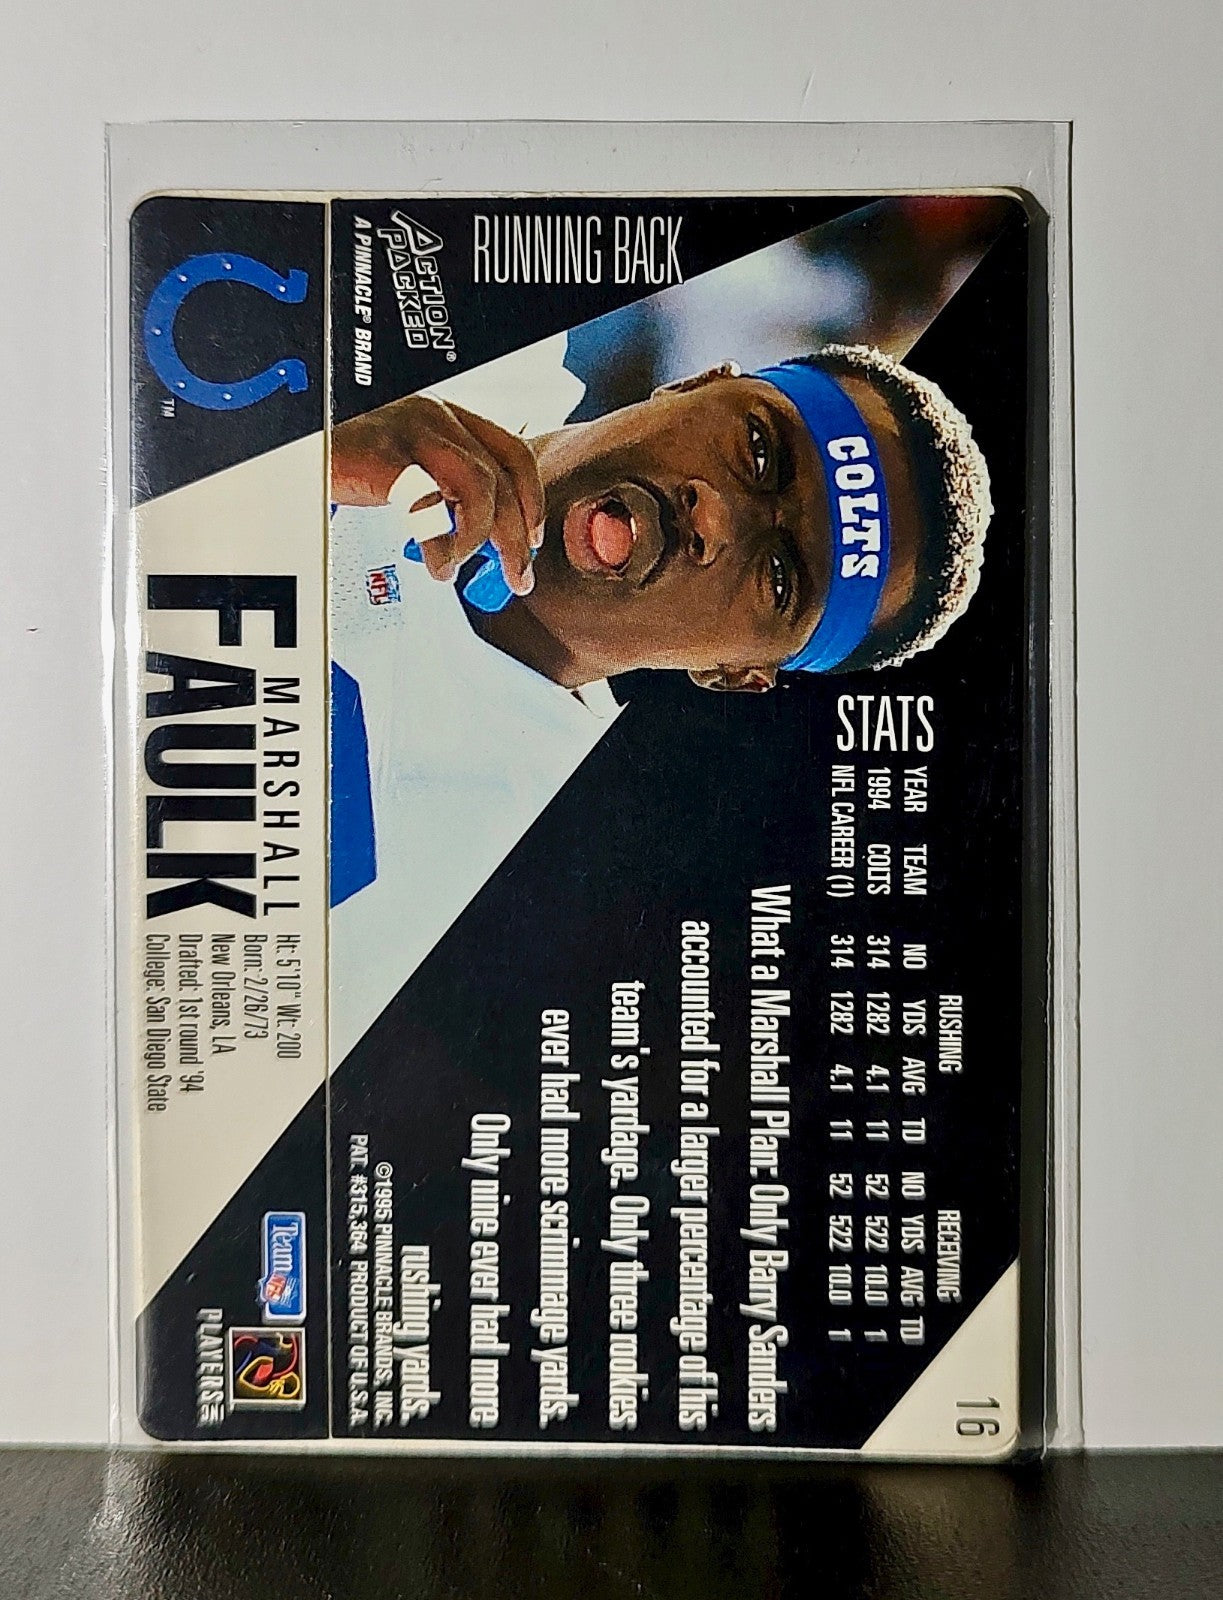 16
STATS
RUSHING RECEIVING
YEAR TEAM NO YDS AVG TD NO YDS AVG TD
1994 COLTS 314 1282 4.1 11 52 522 10.0 1
NFL CAREER (1) 314 1282 4.1 11 52 522 10.0 1
COLTS
What a Marshall Plan: Only Barry Sanders
accounted for a larger percentage of his
team's yardage. Only three rookies
ever had more scrimmage yards.
Only nine ever had more
rushing yards.
RUNNING BACK
ACTION
PACKED®
A PINNACLE® BRAND
NFL
©1995 PINNACLE BRANDS, INC.
PAT. #315,364 PRODUCT OF U.S.A.
TM
MARSHALL
FAULK
Ht: 5'10" Wt: 200
Born: 2/26/73
New Orleans, LA
Drafted: 1st round '94
College: San Diego State
Team NFL
PLAYERS